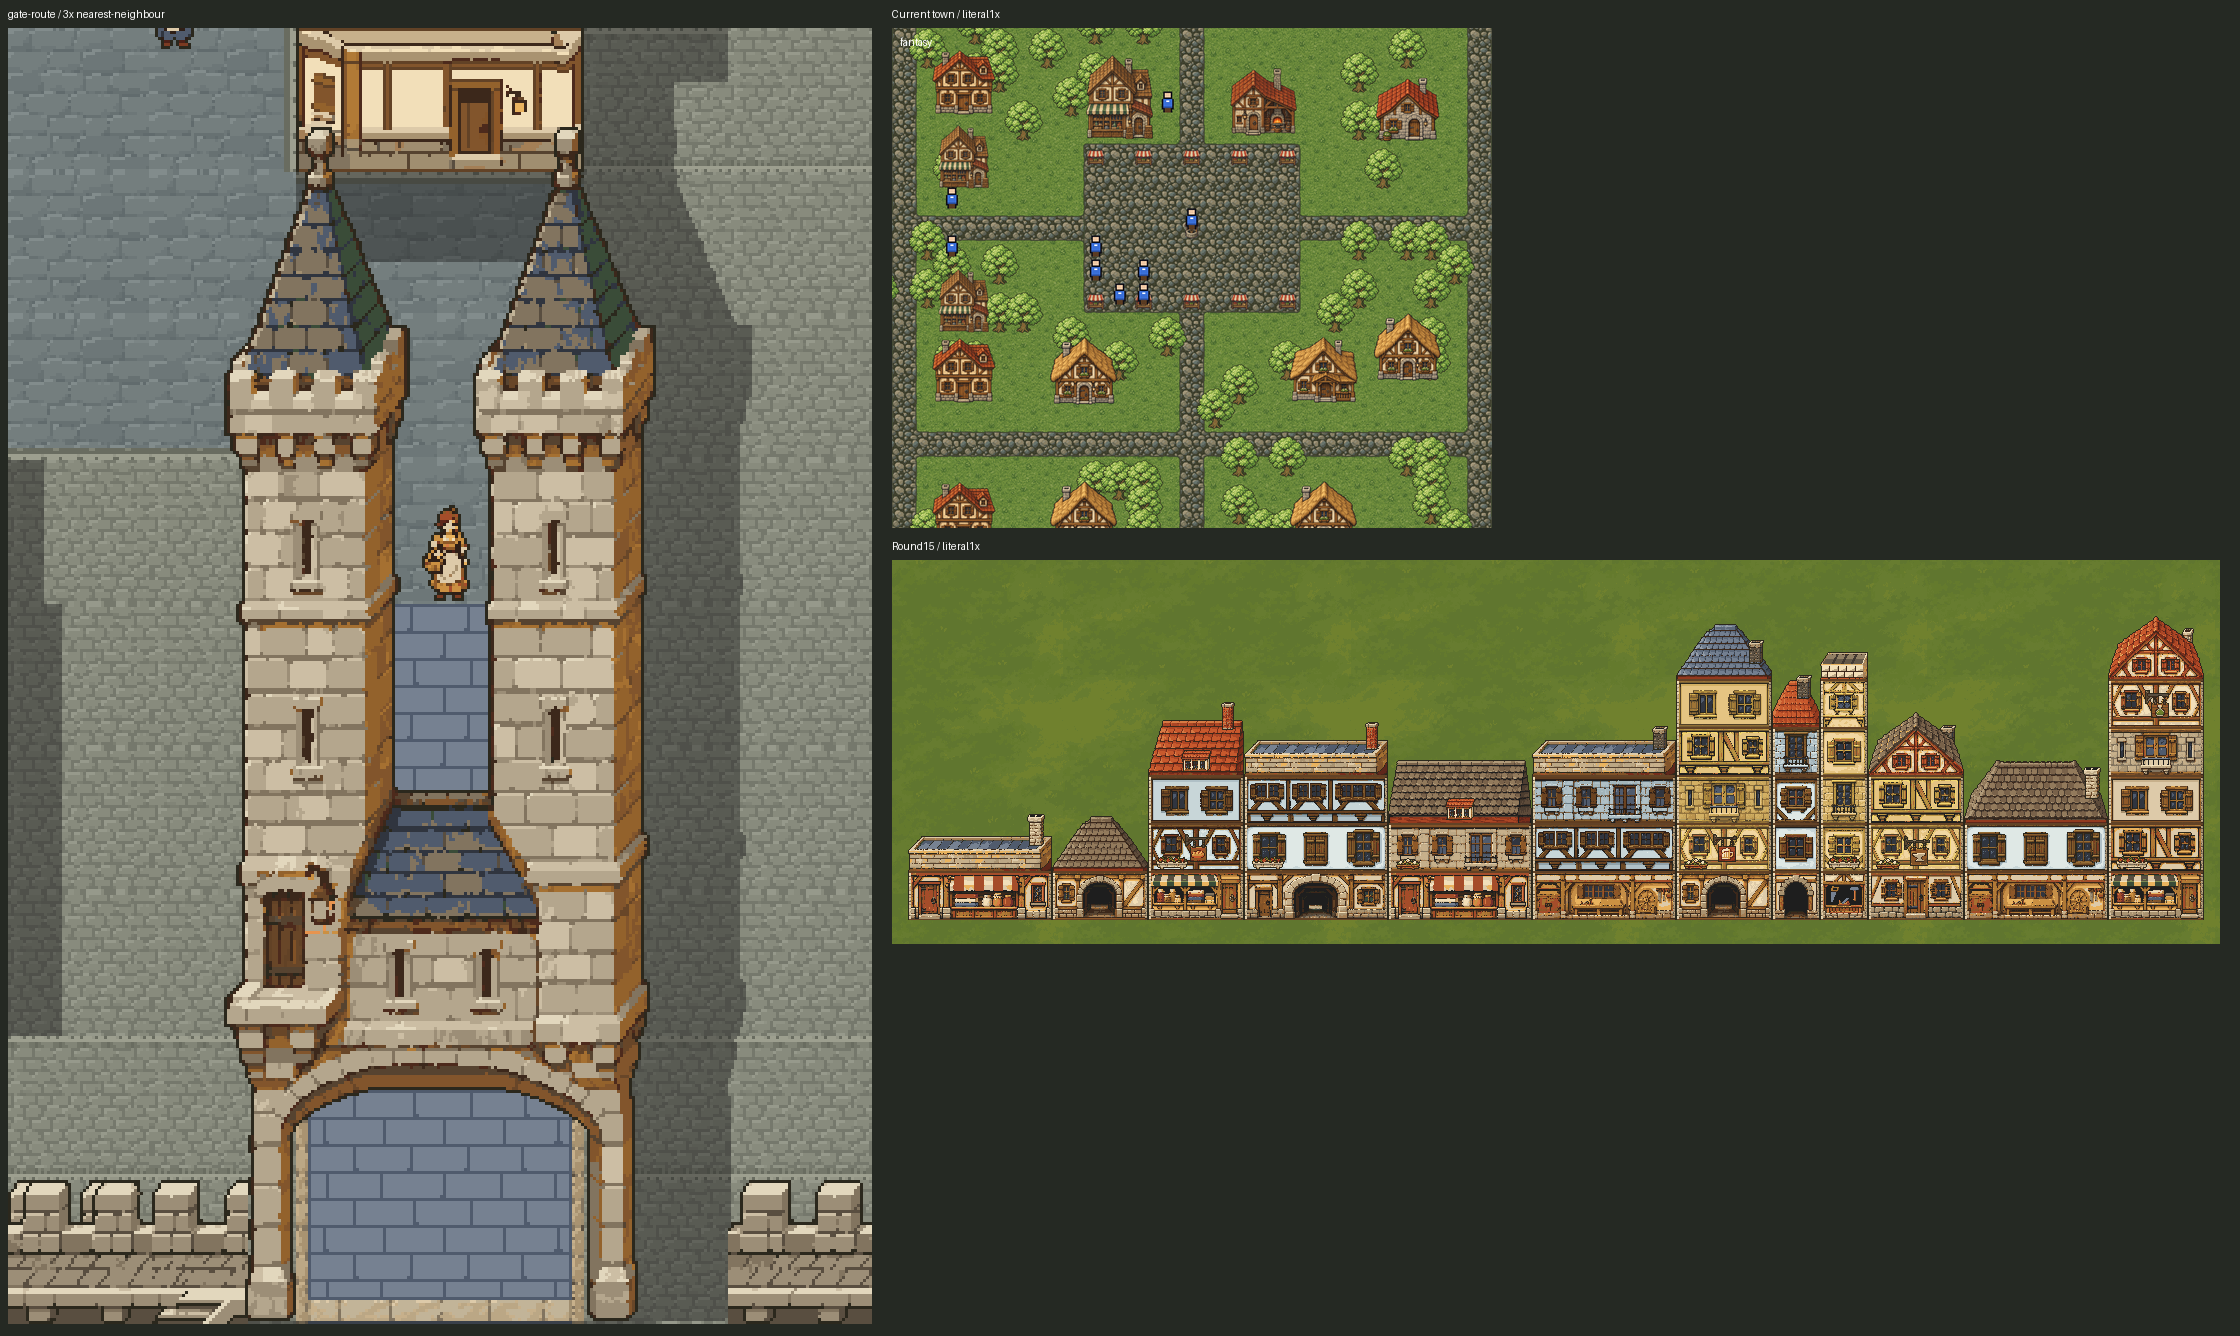 gate-route / 3x nearest-neighbour
Current town / literal1x
fantasy
Round15 / literal1x